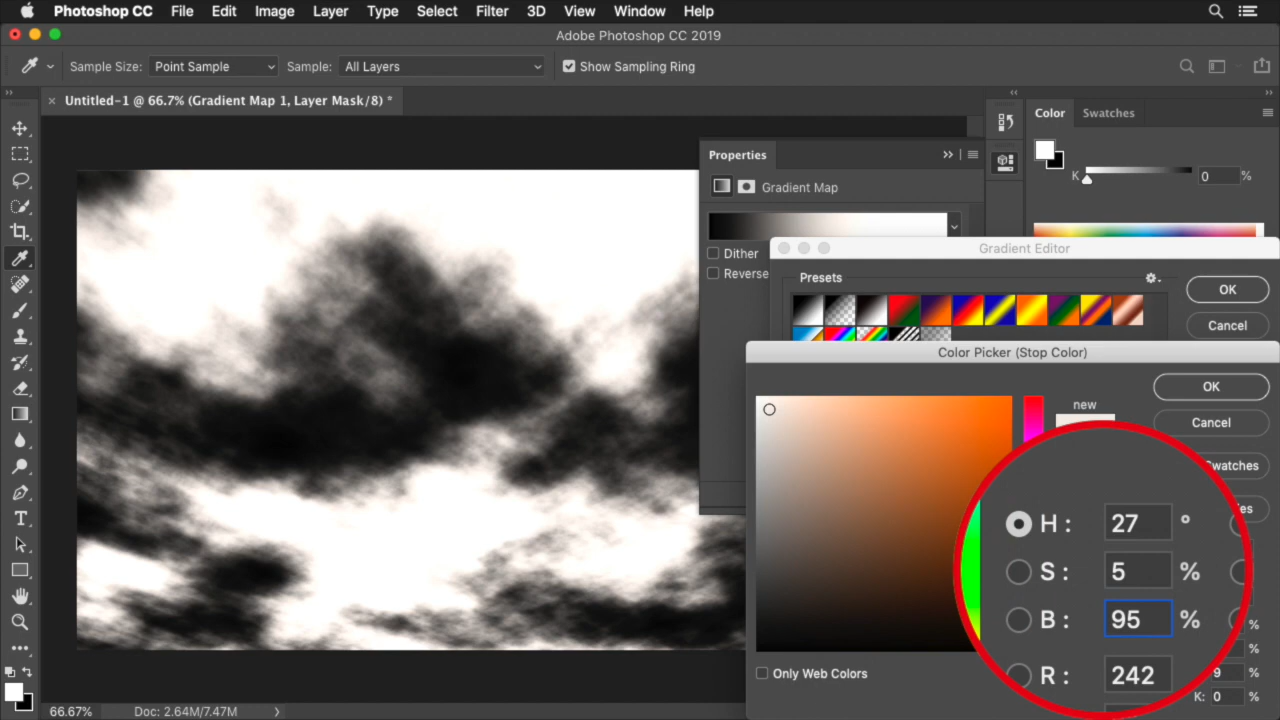 Photoshop CC File Edit Image Layer Type Select Filter 3D View Window Help
Adobe Photoshop CC 2019
Sample Size: Point Sample Sample: All Layers Show Sampling Ring
× Untitled-1 @ 66.7% (Gradient Map 1, Layer Mask/8) *
Color Swatches
K 0 %
Properties
Gradient Map
Dither
Reverse
Gradient Editor
Presets
OK
Cancel
Color Picker (Stop Color)
new
OK
Cancel
Swatches
H: 27 °
S: 5 %
B: 95 %
R: 242
%
%
9 %
K: 0 %
Only Web Colors
66.67% Doc: 2.64M/7.47M